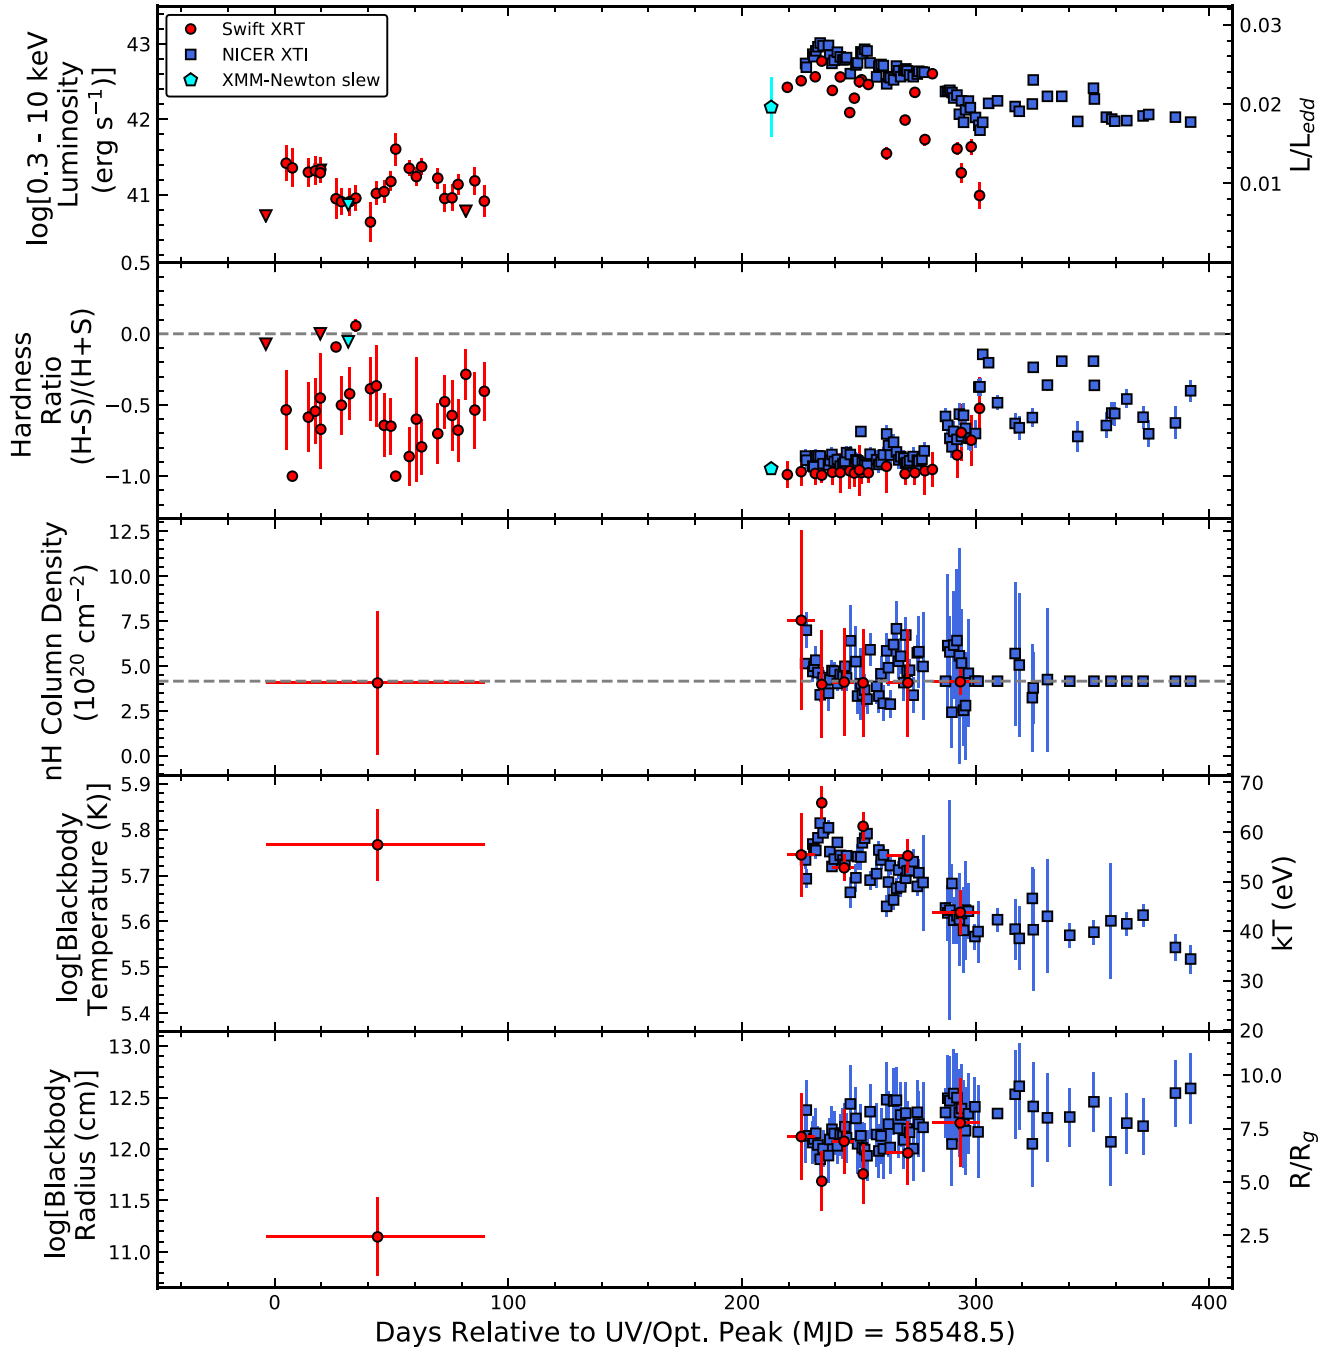 Swift XRT
NICER XTI
XMM-Newton slew
log[0.3 - 10 keV
Luminosity
(erg s⁻¹)]
43
42
41
0.03
0.02
0.01
L/L_edd
Hardness
Ratio
(H-S)/(H+S)
0.5
0.0
−0.5
−1.0
nH Column Density
(10²⁰ cm⁻²)
12.5
10.0
7.5
5.0
2.5
0.0
log[Blackbody
Temperature (K)]
5.9
5.8
5.7
5.6
5.5
5.4
70
60
50
40
30
20
kT (eV)
log[Blackbody
Radius (cm)]
13.0
12.5
12.0
11.5
11.0
10.0
7.5
5.0
2.5
R/R_g
0
100
200
300
400
Days Relative to UV/Opt. Peak (MJD = 58548.5)